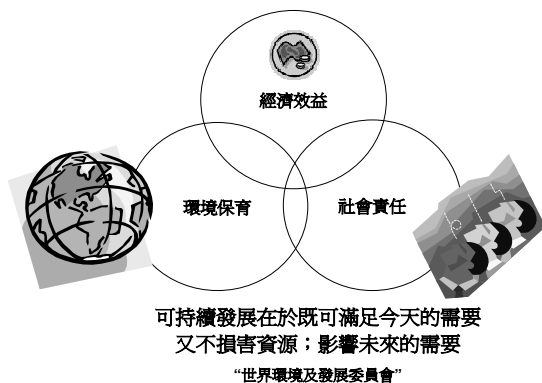 經濟效益
環境保育
社會責任
可持續發展在於既可滿足今天的需要
又不損害資源；影響未來的需要
“世界環境及發展委員會”